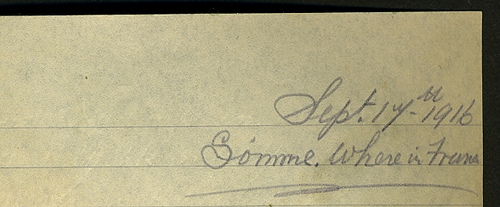 Sept. 17th 1916
Somme. Where in France